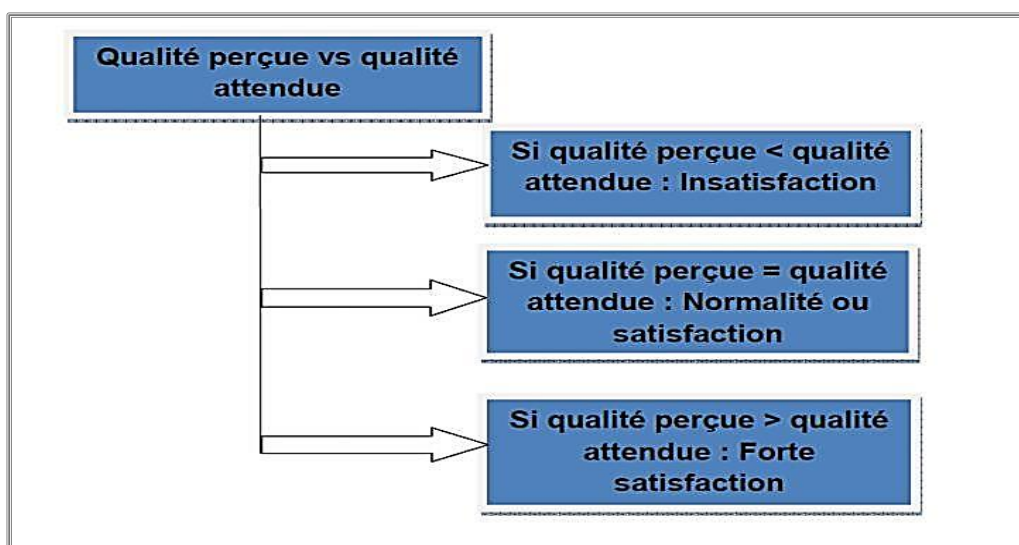 Qualité perçue vs qualité
attendue
Si qualité perçue < qualité
attendue : Insatisfaction
Si qualité perçue = qualité
attendue : Normalité ou
satisfaction
Si qualité perçue > qualité
attendue : Forte
satisfaction